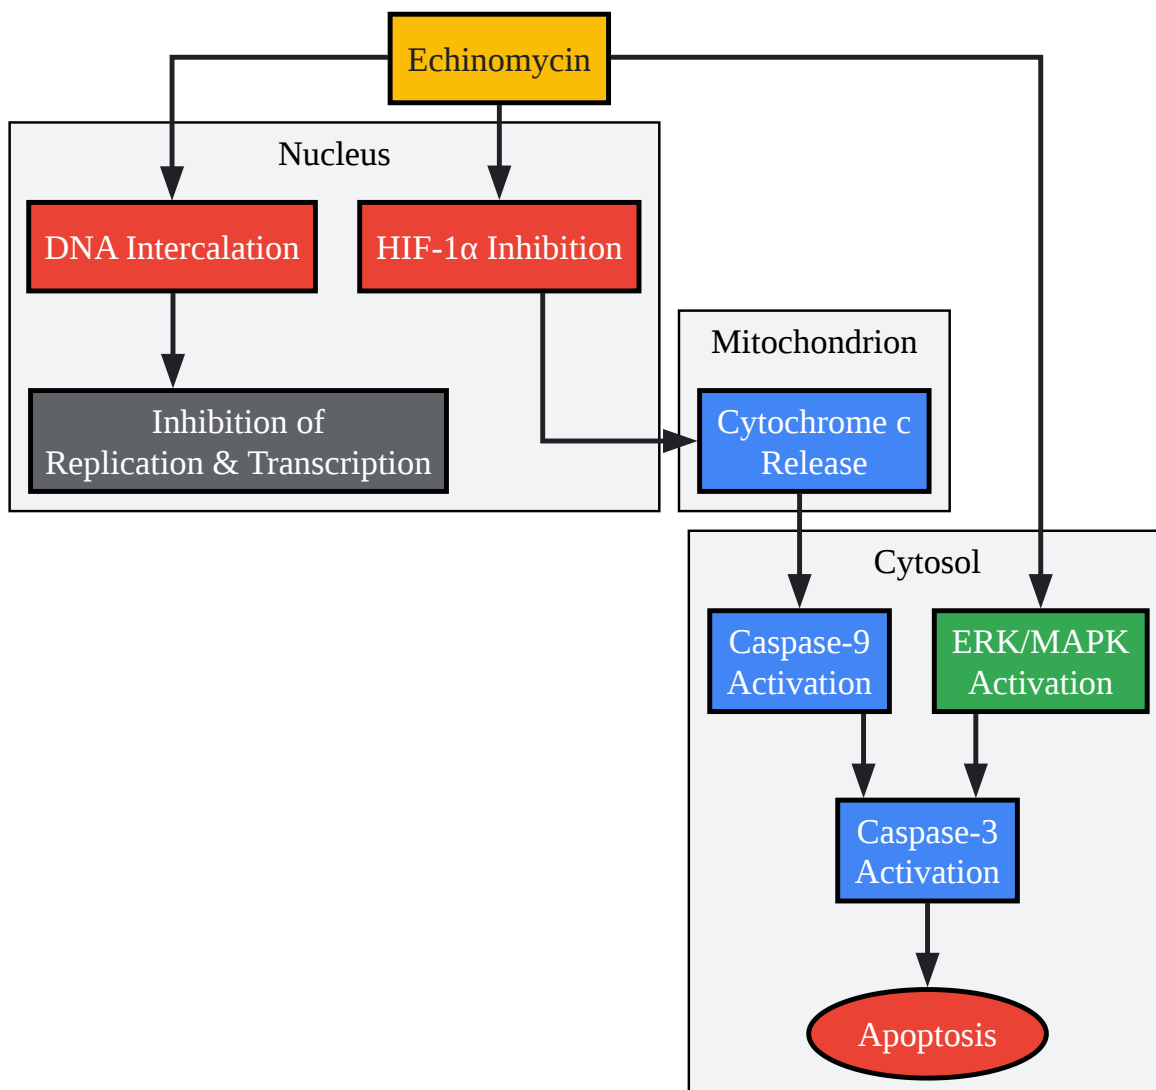 Echinomycin
Nucleus
DNA Intercalation
HIF-1α Inhibition
Inhibition of
Replication & Transcription
Mitochondrion
Cytochrome c
Release
Cytosol
Caspase-9
Activation
ERK/MAPK
Activation
Caspase-3
Activation
Apoptosis